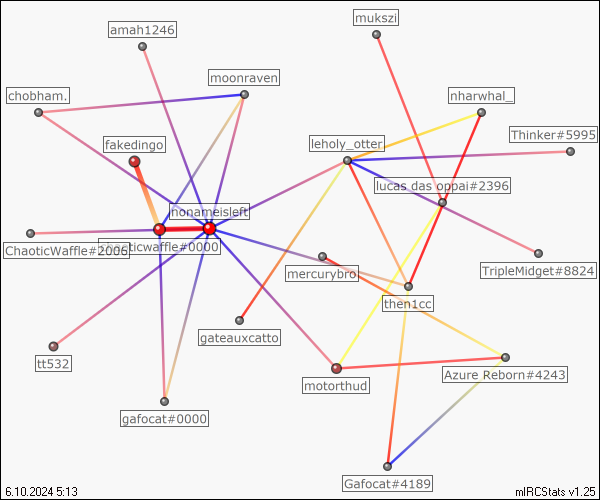 mukszi
amah1246
moonraven
chobham.
nharwhal_
Thinker#5995
fakedingo
leholy_otter
lucas das oppai#2396
nonameisleft
ChaoticWaffle#2006
chaoticwaffle#0000
mercurybro
TripleMidget#8824
then1cc
gateauxcatto
tt532
motorthud
Azure Reborn#4243
gafocat#0000
Gafocat#4189
6.10.2024 5:13
mIRCStats v1.25